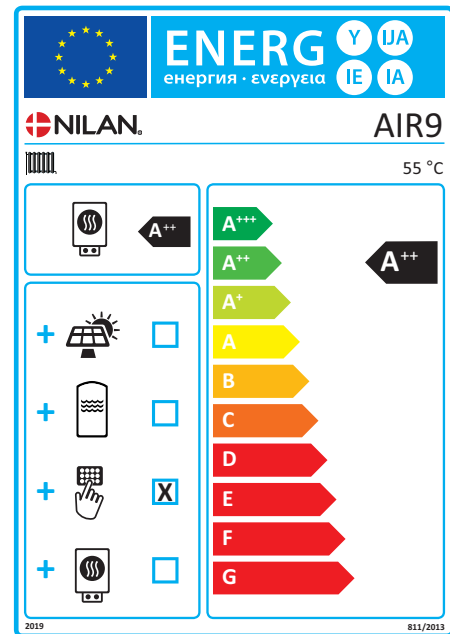 ENERG
Y IJA
енергия · ενεργεια
IE IA
NILAN®
AIR9
55 °C
A++
A+++
A++
A++
A+
A
B
C
D
X
E
F
G
2019
811/2013